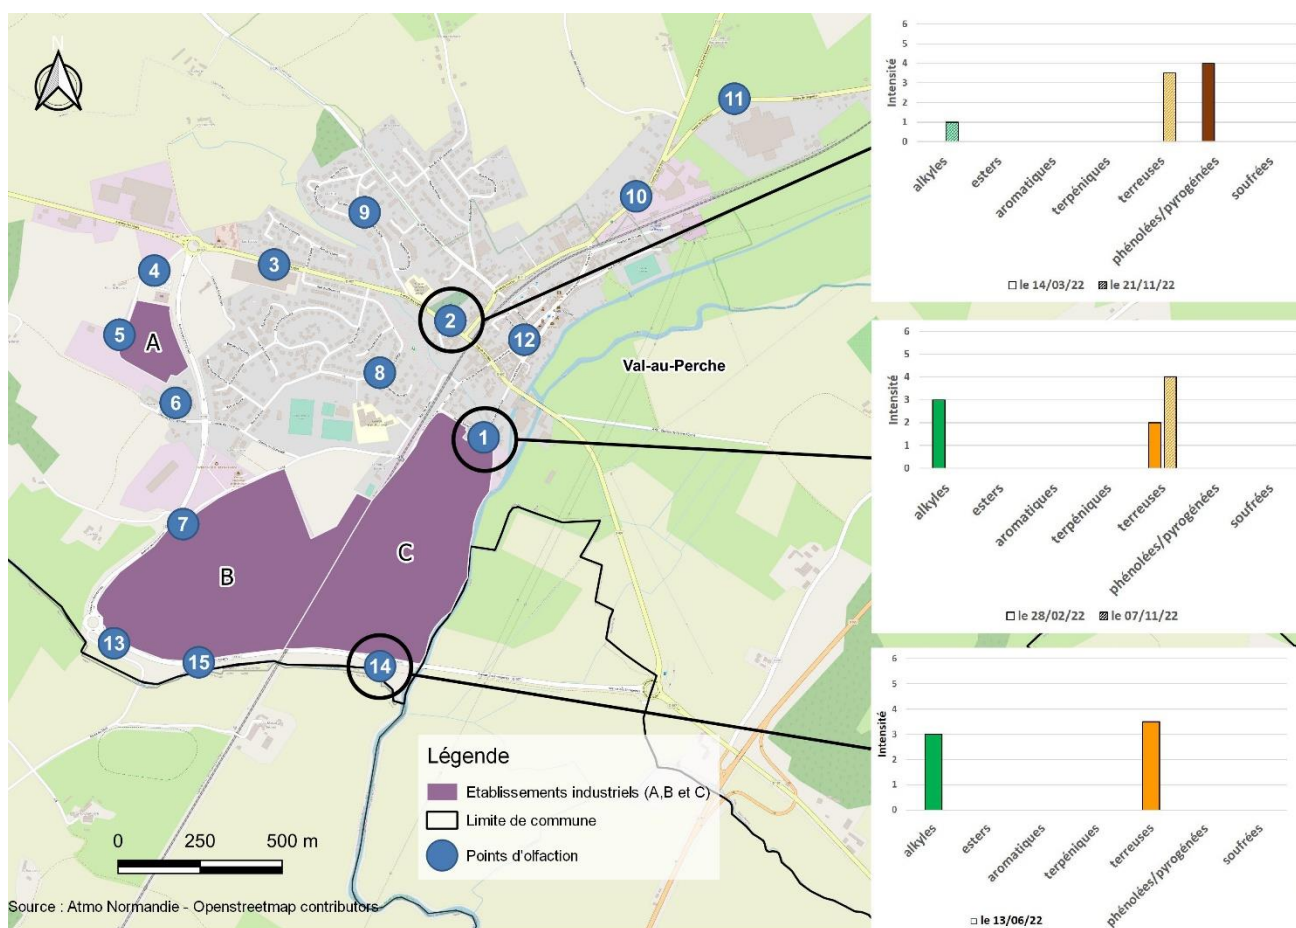 N
11
10
9
4
3
2
5
A
12
8
Val-au-Perche
6
1
7
C
B
13
15
14
Légende
Etablissements industriels (A,B et C)
Limite de commune
Points d'olfaction
0 250 500 m
Source : Atmo Normandie - Openstreetmap contributors
Intensité
6
5
4
3
2
1
0
alkyles
esters
aromatiques
terpéniques
terreuses
phénolées/pyrogénées
soufrées
le 14/03/22 le 21/11/22
Intensité
6
5
4
3
2
1
0
alkyles
esters
aromatiques
terpéniques
terreuses
phénolées/pyrogénées
soufrées
le 28/02/22 le 07/11/22
Intensité
6
5
4
3
2
1
0
alkyles
esters
aromatiques
terpéniques
terreuses
phénolées/pyrogénées
soufrées
le 13/06/22